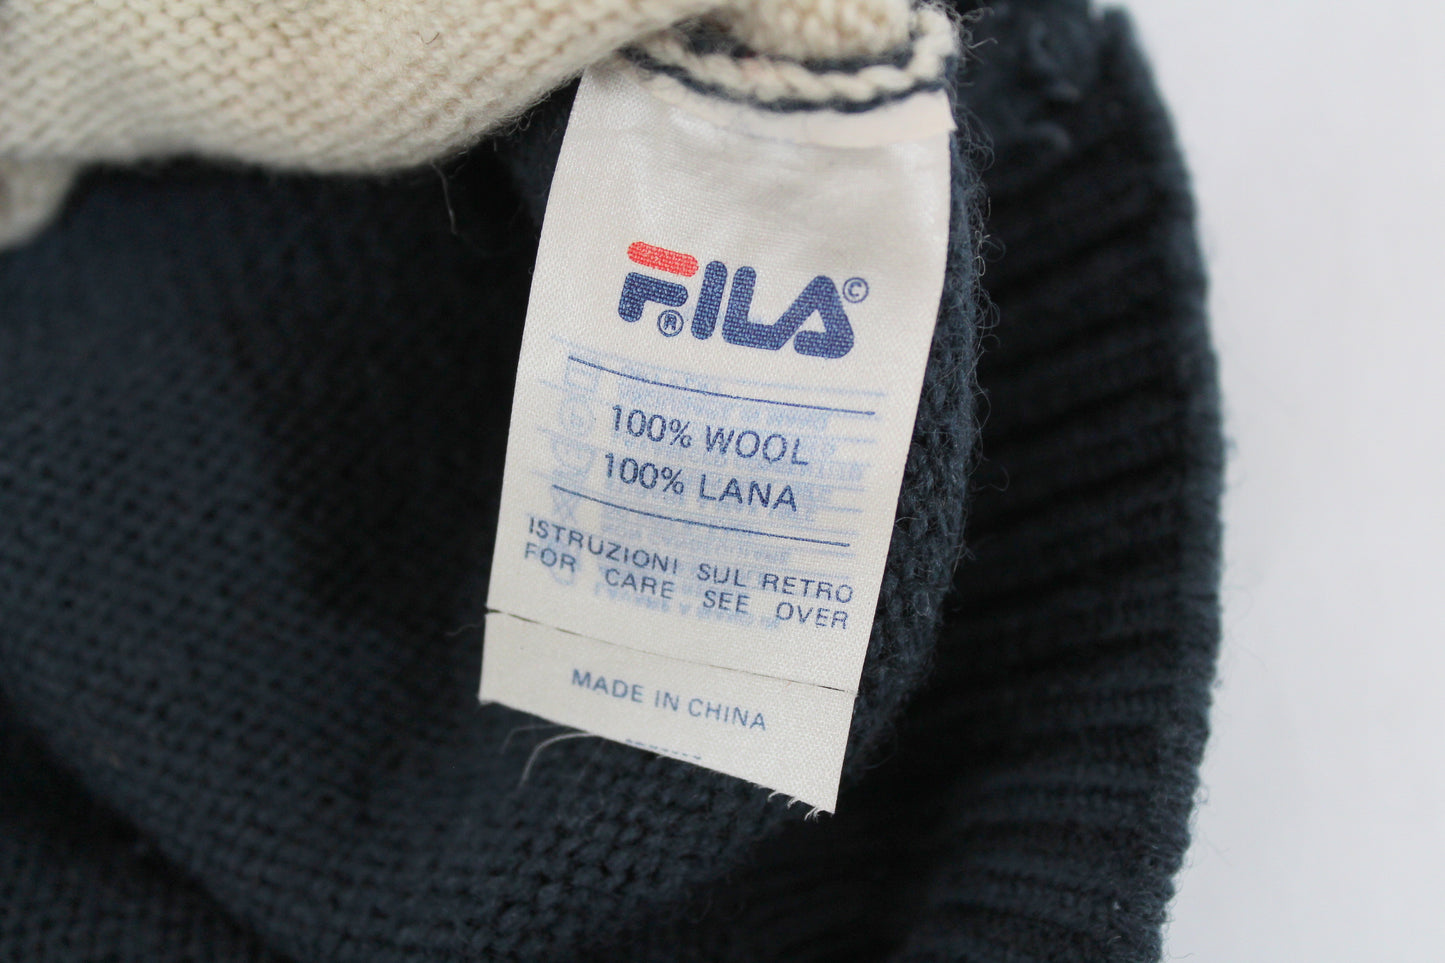 FILA®©
100% WOOL
100% LANA
ISTRUZIONI SUL RETRO
FOR CARE SEE OVER
MADE IN CHINA